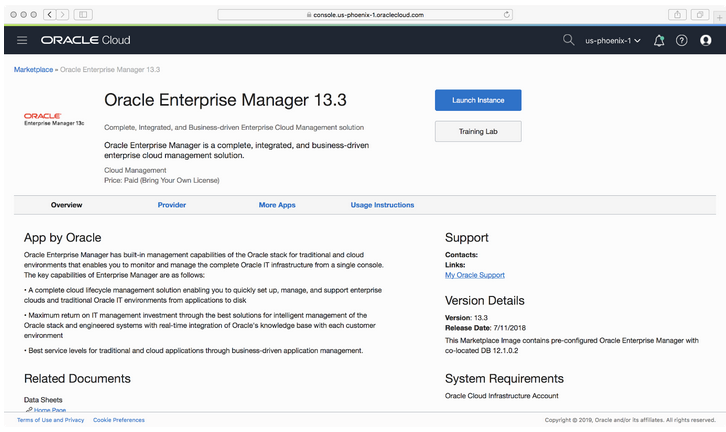 console.us-phoenix-1.oraclecloud.com
ORACLE Cloud
us-phoenix-1
Marketplace » Oracle Enterprise Manager 13.3
ORACLE
Enterprise Manager 13c
Oracle Enterprise Manager 13.3
Complete, Integrated, and Business-driven Enterprise Cloud Management solution
Oracle Enterprise Manager is a complete, integrated, and business-driven
enterprise cloud management solution.
Cloud Management
Price: Paid (Bring Your Own License)
Launch Instance
Training Lab
Overview
Provider
More Apps
Usage Instructions
App by Oracle
Oracle Enterprise Manager has built-in management capabilities of the Oracle stack for traditional and cloud
environments that enables you to monitor and manage the complete Oracle IT infrastructure from a single console.
The key capabilities of Enterprise Manager are as follows:
• A complete cloud lifecycle management solution enabling you to quickly set up, manage, and support enterprise
clouds and traditional Oracle IT environments from applications to disk
• Maximum return on IT management investment through the best solutions for intelligent management of the
Oracle stack and engineered systems with real-time integration of Oracle's knowledge base with each customer
environment
• Best service levels for traditional and cloud applications through business-driven application management.
Related Documents
Data Sheets
Home Page
Support
Contacts:
Links:
My Oracle Support
Version Details
Version: 13.3
Release Date: 7/11/2018
This Marketplace Image contains pre-configured Oracle Enterprise Manager with
co-located DB 12.1.0.2
System Requirements
Oracle Cloud Infrastructure Account
Terms of Use and Privacy
Cookie Preferences
Copyright © 2019, Oracle and/or its affiliates. All rights reserved.